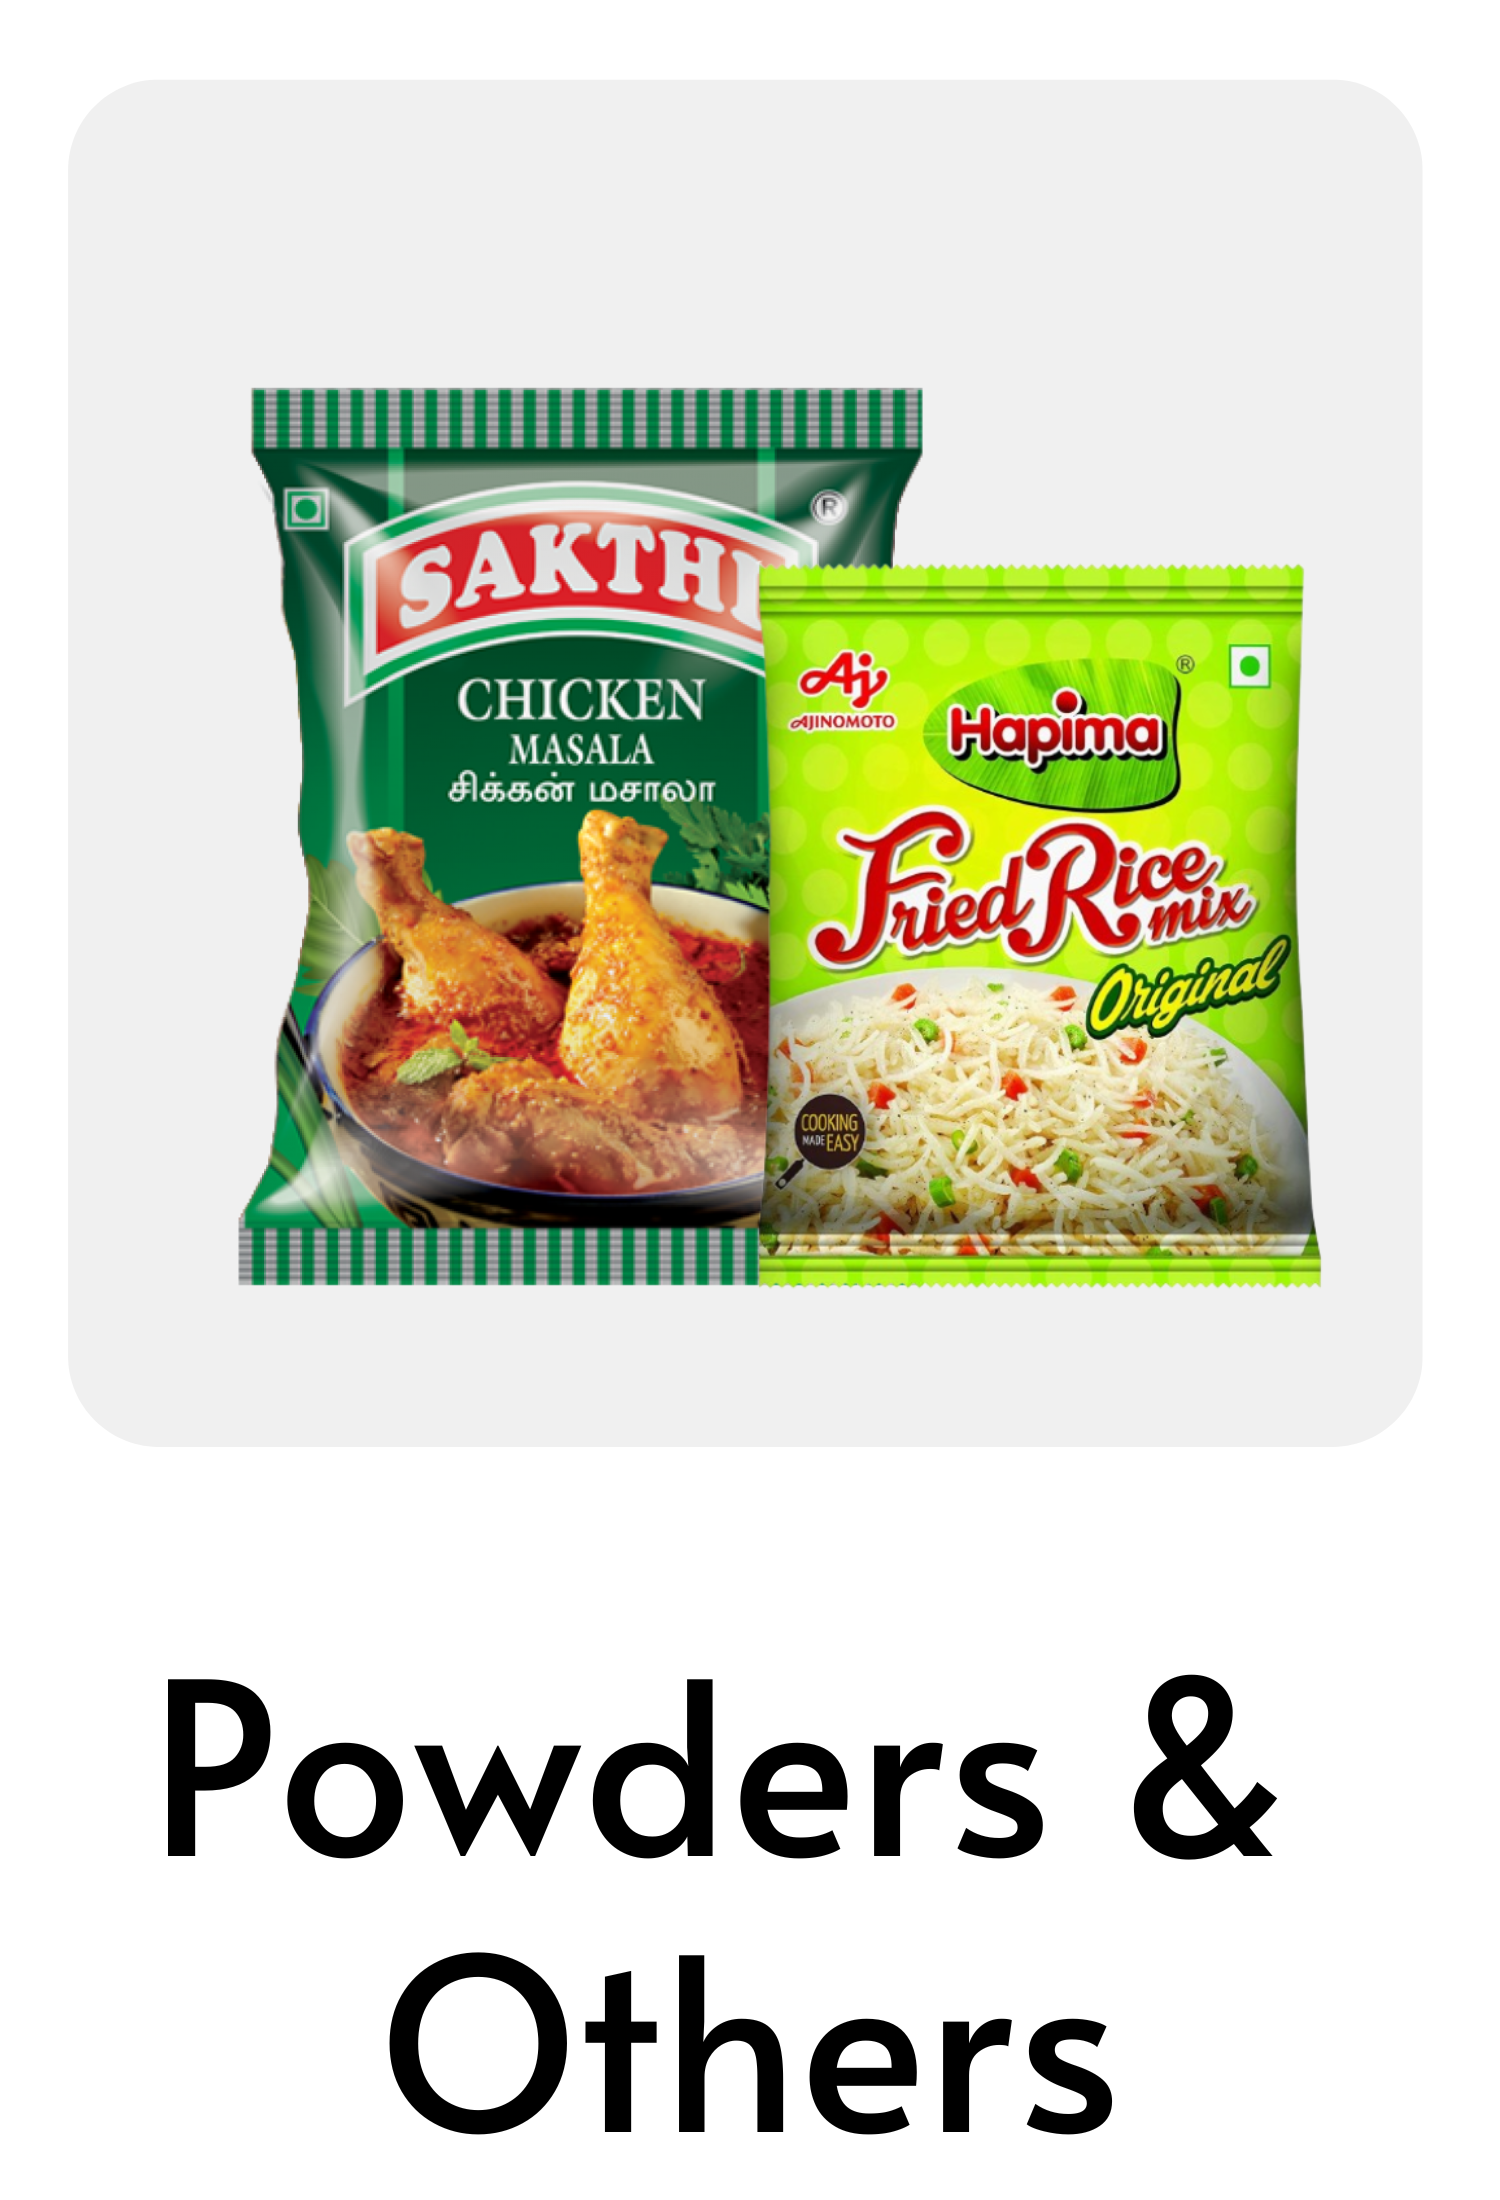 SAKTHI
®
CHICKEN
MASALA
சிக்கன் மசாலா
Aj
AJINOMOTO
Hapima
®
Fried Rice
mix
Original
COOKING
MADE EASY
Powders &
Others